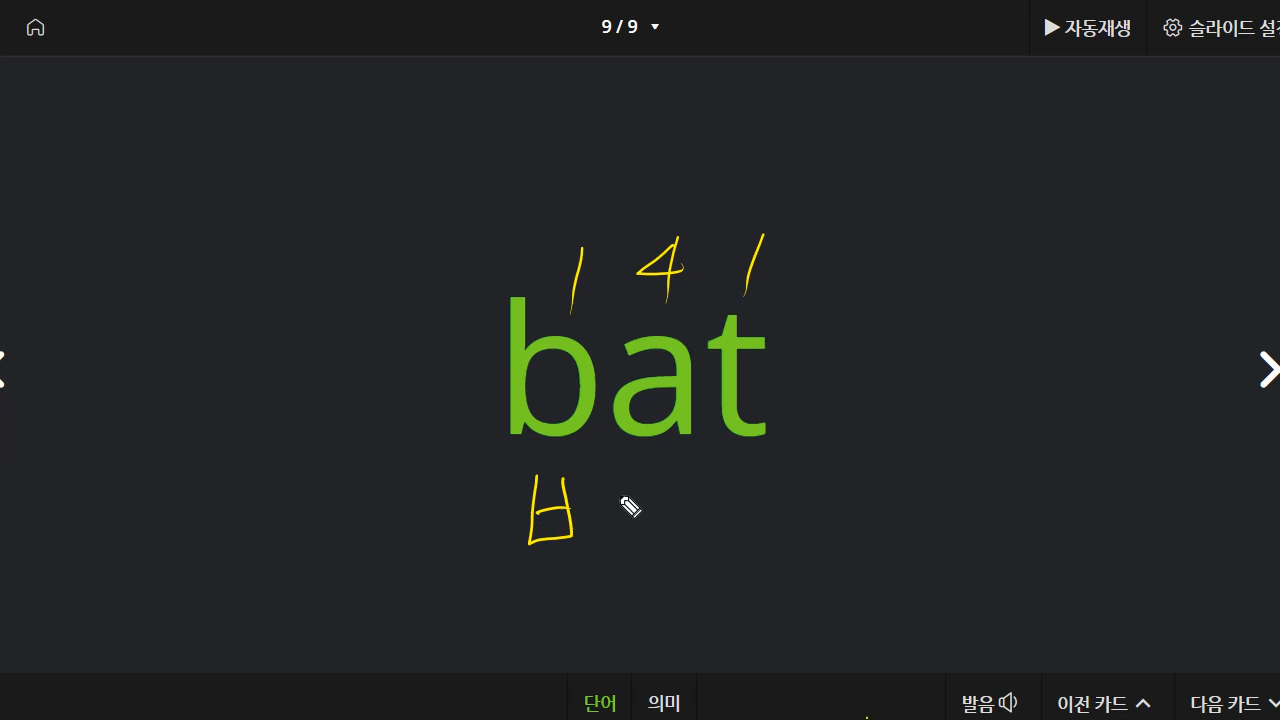 9 / 9
자동재생
슬라이드 설
1 4 1
bat
ㅂ
단어
의미
발음
이전 카드
다음 카드